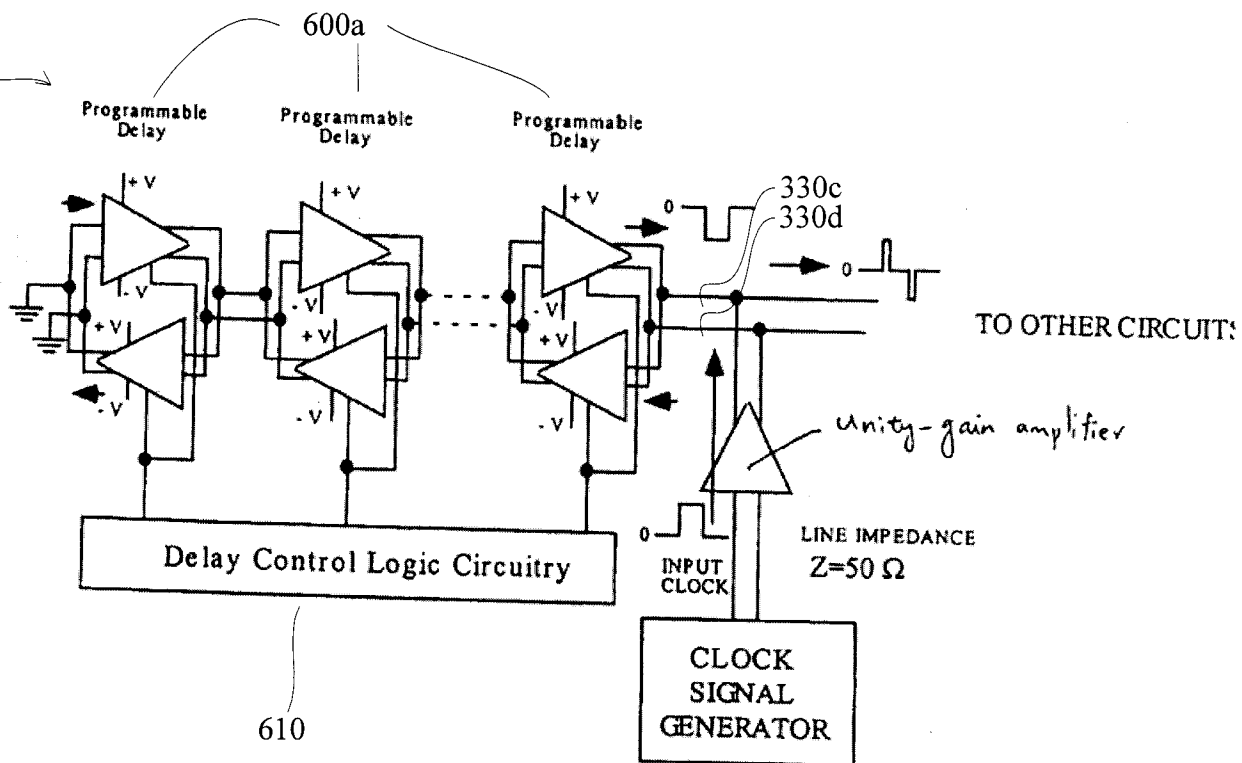 600a
Programmable
Delay
Programmable
Delay
Programmable
Delay
+ V
+ V
+ V
0
330c
330d
0
- V
- V
- V
+ V
+ V
+ V
TO OTHER CIRCUITS
- V
- V
- V
Unity-gain amplifier
0
INPUT
CLOCK
LINE IMPEDANCE
Z=50 Ω
Delay Control Logic Circuitry
CLOCK
SIGNAL
GENERATOR
610